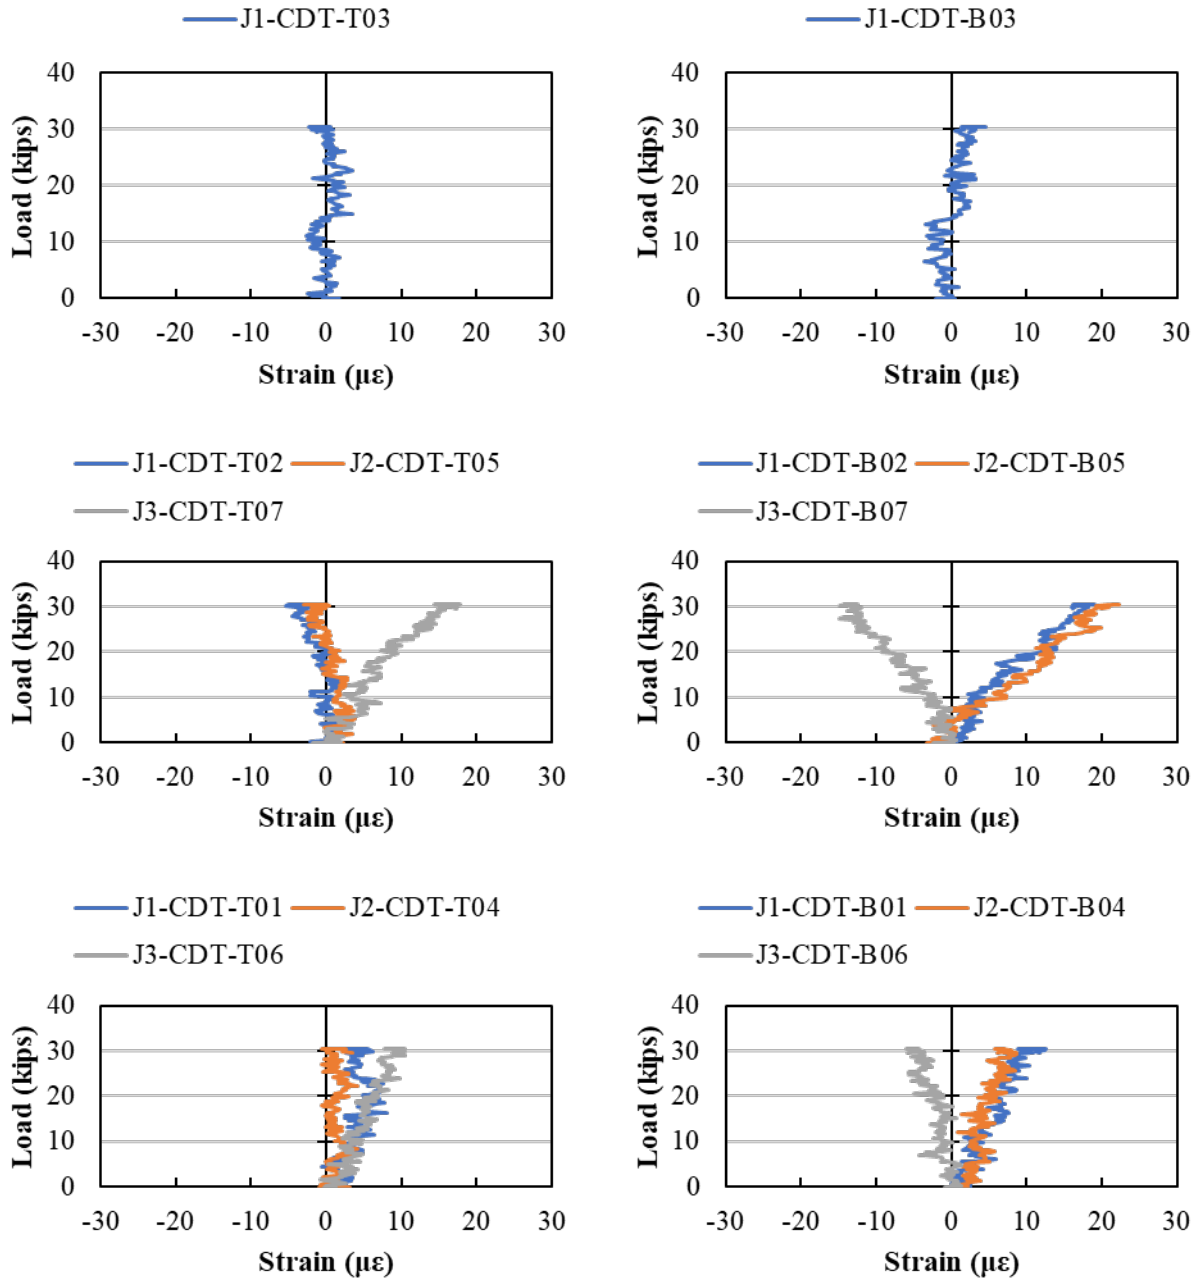 J1-CDT-T03
40
30
20
10
0
Load (kips)
-30 -20 -10 0 10 20 30
Strain (με)
J1-CDT-B03
40
30
20
10
0
Load (kips)
-30 -20 -10 0 10 20 30
Strain (με)
J1-CDT-T02 J2-CDT-T05
J3-CDT-T07
40
30
20
10
0
Load (kips)
-30 -20 -10 0 10 20 30
Strain (με)
J1-CDT-B02 J2-CDT-B05
J3-CDT-B07
40
30
20
10
0
Load (kips)
-30 -20 -10 0 10 20 30
Strain (με)
J1-CDT-T01 J2-CDT-T04
J3-CDT-T06
40
30
20
10
0
Load (kips)
-30 -20 -10 0 10 20 30
Strain (με)
J1-CDT-B01 J2-CDT-B04
J3-CDT-B06
40
30
20
10
0
Load (kips)
-30 -20 -10 0 10 20 30
Strain (με)